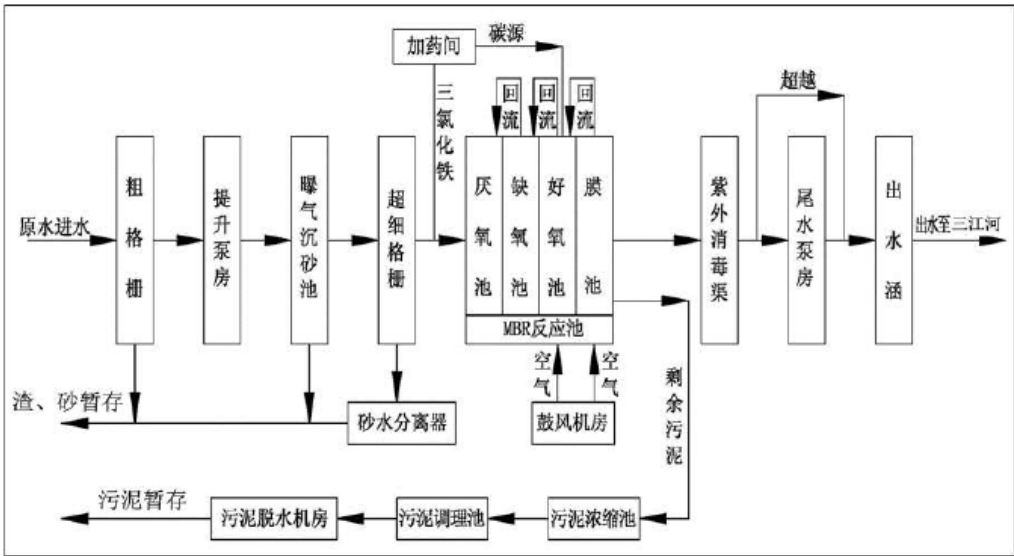 加药间
碳源
三氯化铁
回流
回流
回流
超越
原水进水
粗格栅
提升泵房
曝气沉砂池
超细格栅
厌氧池
缺氧池
好氧池
膜池
MBR反应池
紫外消毒渠
尾水泵房
出水涵
出水至三江河
空气
空气
剩余污泥
渣、砂暂存
砂水分离器
鼓风机房
污泥暂存
污泥脱水机房
污泥调理池
污泥浓缩池